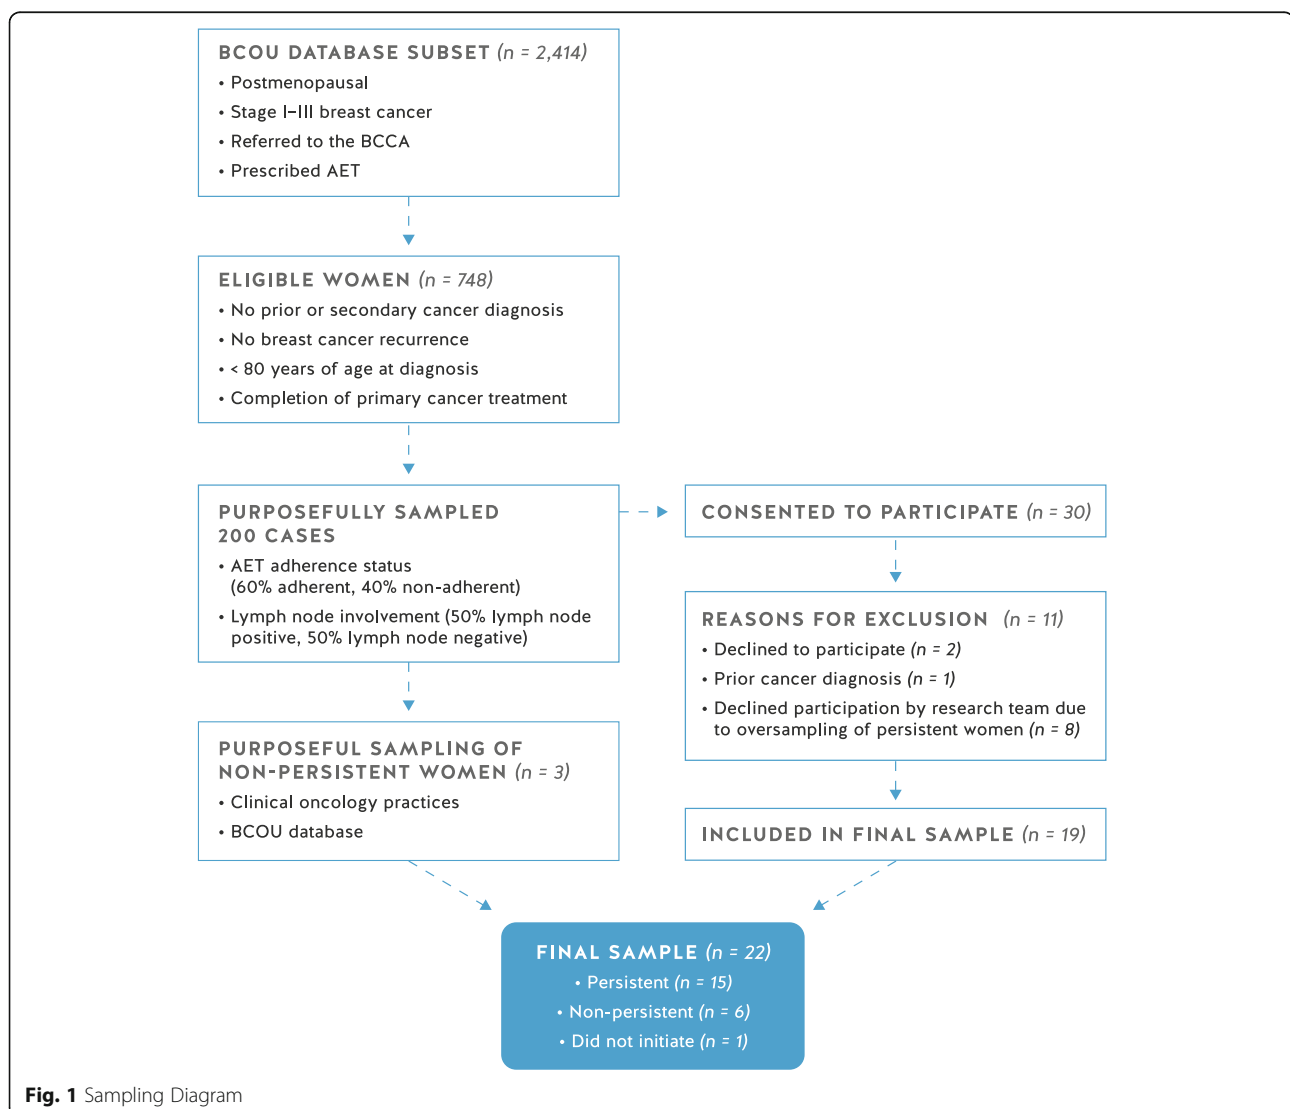 BCOU DATABASE SUBSET (n = 2,414)
• Postmenopausal
• Stage I–III breast cancer
• Referred to the BCCA
• Prescribed AET
ELIGIBLE WOMEN (n = 748)
• No prior or secondary cancer diagnosis
• No breast cancer recurrence
• < 80 years of age at diagnosis
• Completion of primary cancer treatment
PURPOSEFULLY SAMPLED
200 CASES
• AET adherence status
(60% adherent, 40% non-adherent)
• Lymph node involvement (50% lymph node
positive, 50% lymph node negative)
CONSENTED TO PARTICIPATE (n = 30)
REASONS FOR EXCLUSION (n = 11)
• Declined to participate (n = 2)
• Prior cancer diagnosis (n = 1)
• Declined participation by research team due
to oversampling of persistent women (n = 8)
PURPOSEFUL SAMPLING OF
NON-PERSISTENT WOMEN (n = 3)
• Clinical oncology practices
• BCOU database
INCLUDED IN FINAL SAMPLE (n = 19)
FINAL SAMPLE (n = 22)
• Persistent (n = 15)
• Non-persistent (n = 6)
• Did not initiate (n = 1)
Fig. 1 Sampling Diagram